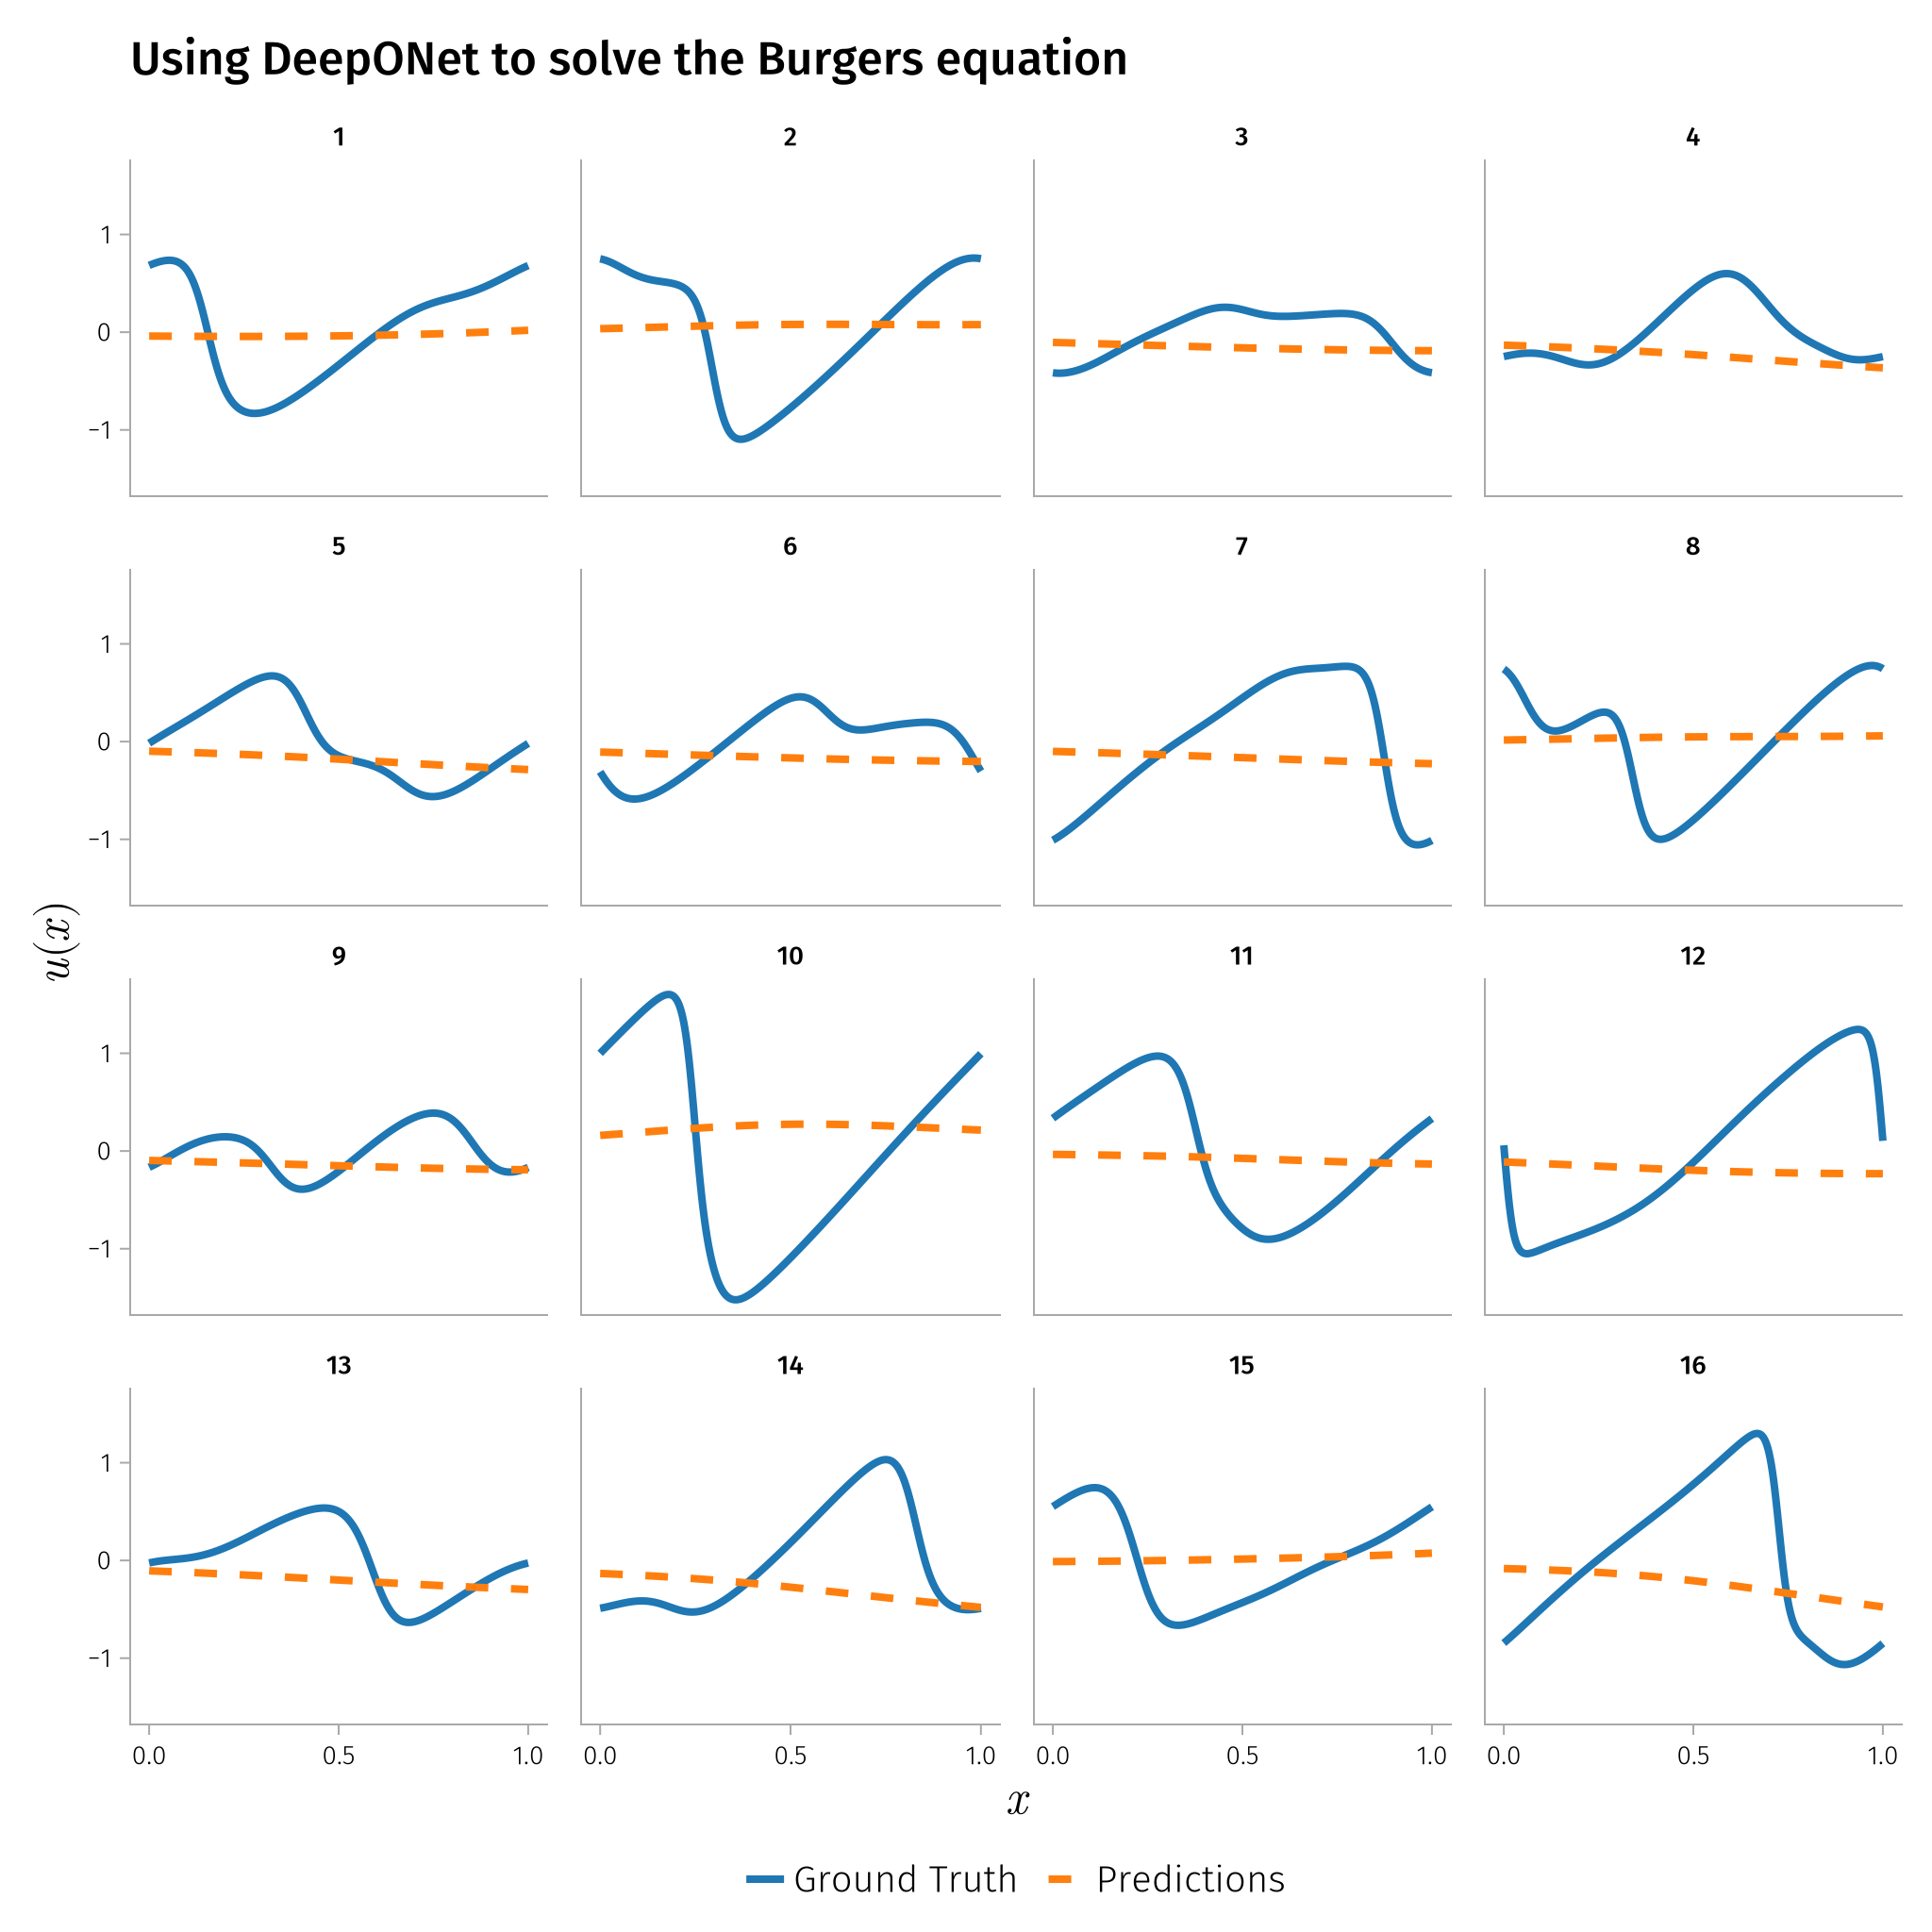 Using DeepONet to solve the Burgers equation
1 2 3 4
1
0
−1
5 6 7 8
1
0
−1
u(x)
9 10 11 12
1
0
−1
13 14 15 16
1
0
−1
0.0 0.5 1.0 0.0 0.5 1.0 0.0 0.5 1.0 0.0 0.5 1.0
x
Ground Truth Predictions